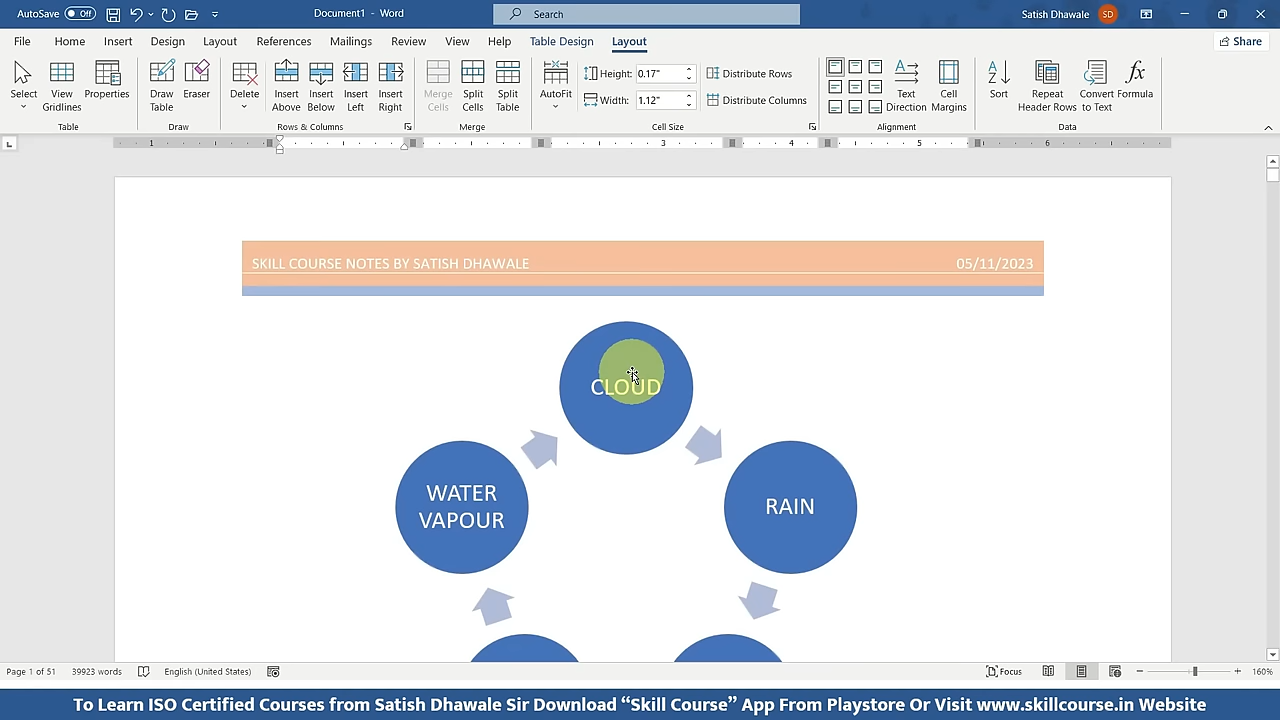 AutoSave Off Document1 - Word Search Satish Dhawale SD
File Home Insert Design Layout References Mailings Review View Help Table Design Layout Share
Select View Gridlines Properties Draw Table Eraser Delete Insert Above Insert Below Insert Left Insert Right Merge Cells Split Cells Split Table AutoFit Height: 0.17" Width: 1.12" Distribute Rows Distribute Columns Text Direction Cell Margins Sort Repeat Header Rows Convert to Text Formula
Table Draw Rows & Columns Merge Cell Size Alignment Data
1 3 4 5 6
SKILL COURSE NOTES BY SATISH DHAWALE 05/11/2023
CLOUD
WATER
VAPOUR
RAIN
Page 1 of 51 39923 words English (United States) Focus 160%
To Learn ISO Certified Courses from Satish Dhawale Sir Download “Skill Course” App From Playstore Or Visit www.skillcourse.in Website